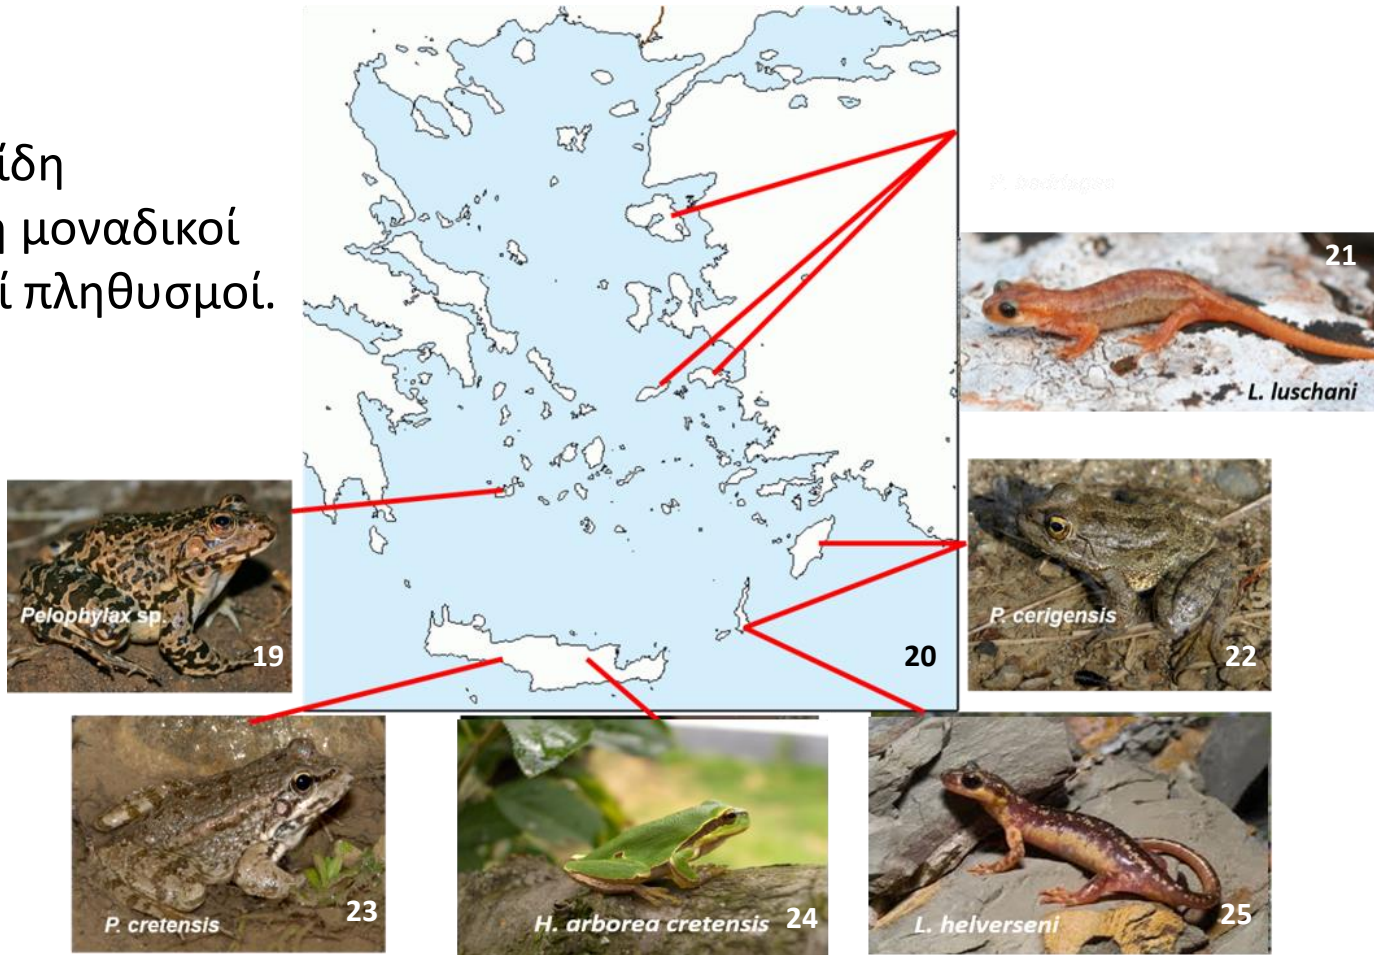 ίδη
η μοναδικοί
ί πληθυσμοί.
21
L. luschani
Pelophylax sp.
19
20
P. cerigensis
22
P. cretensis
23
H. arborea cretensis
24
L. helverseni
25